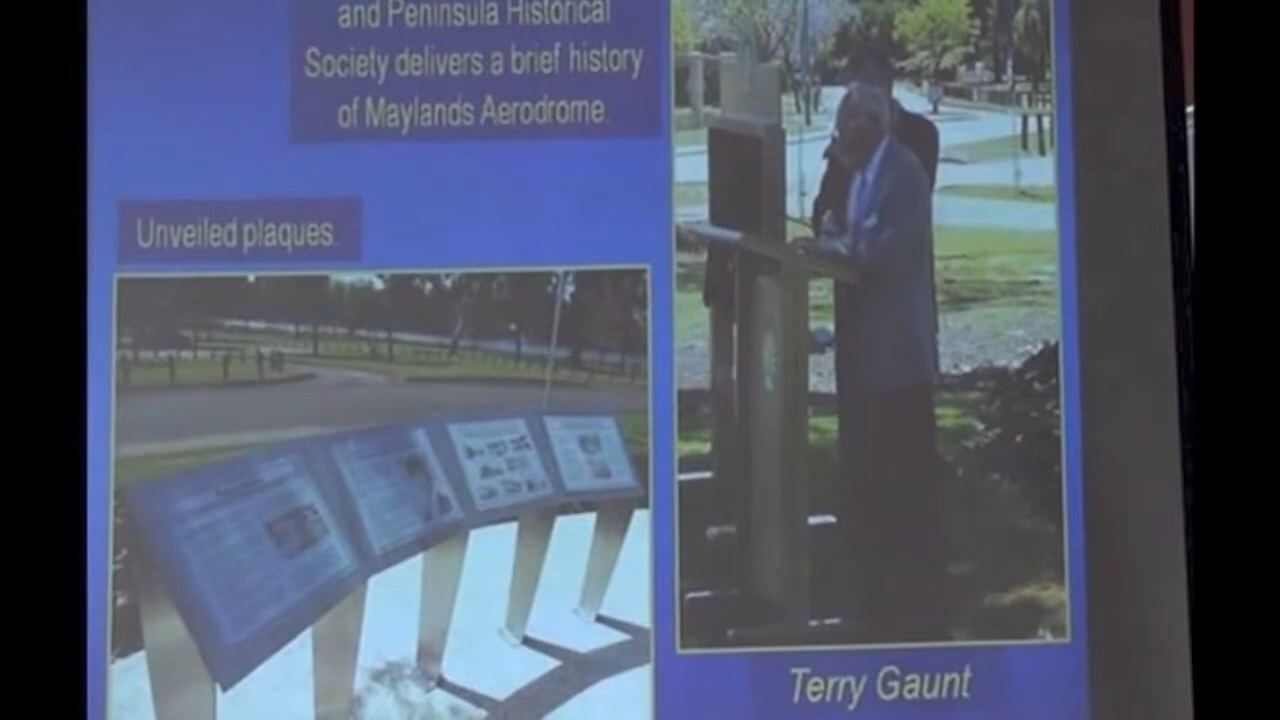 and Peninsula Historical
Society delivers a brief history
of Maylands Aerodrome.
Unveiled plaques.
Terry Gaunt